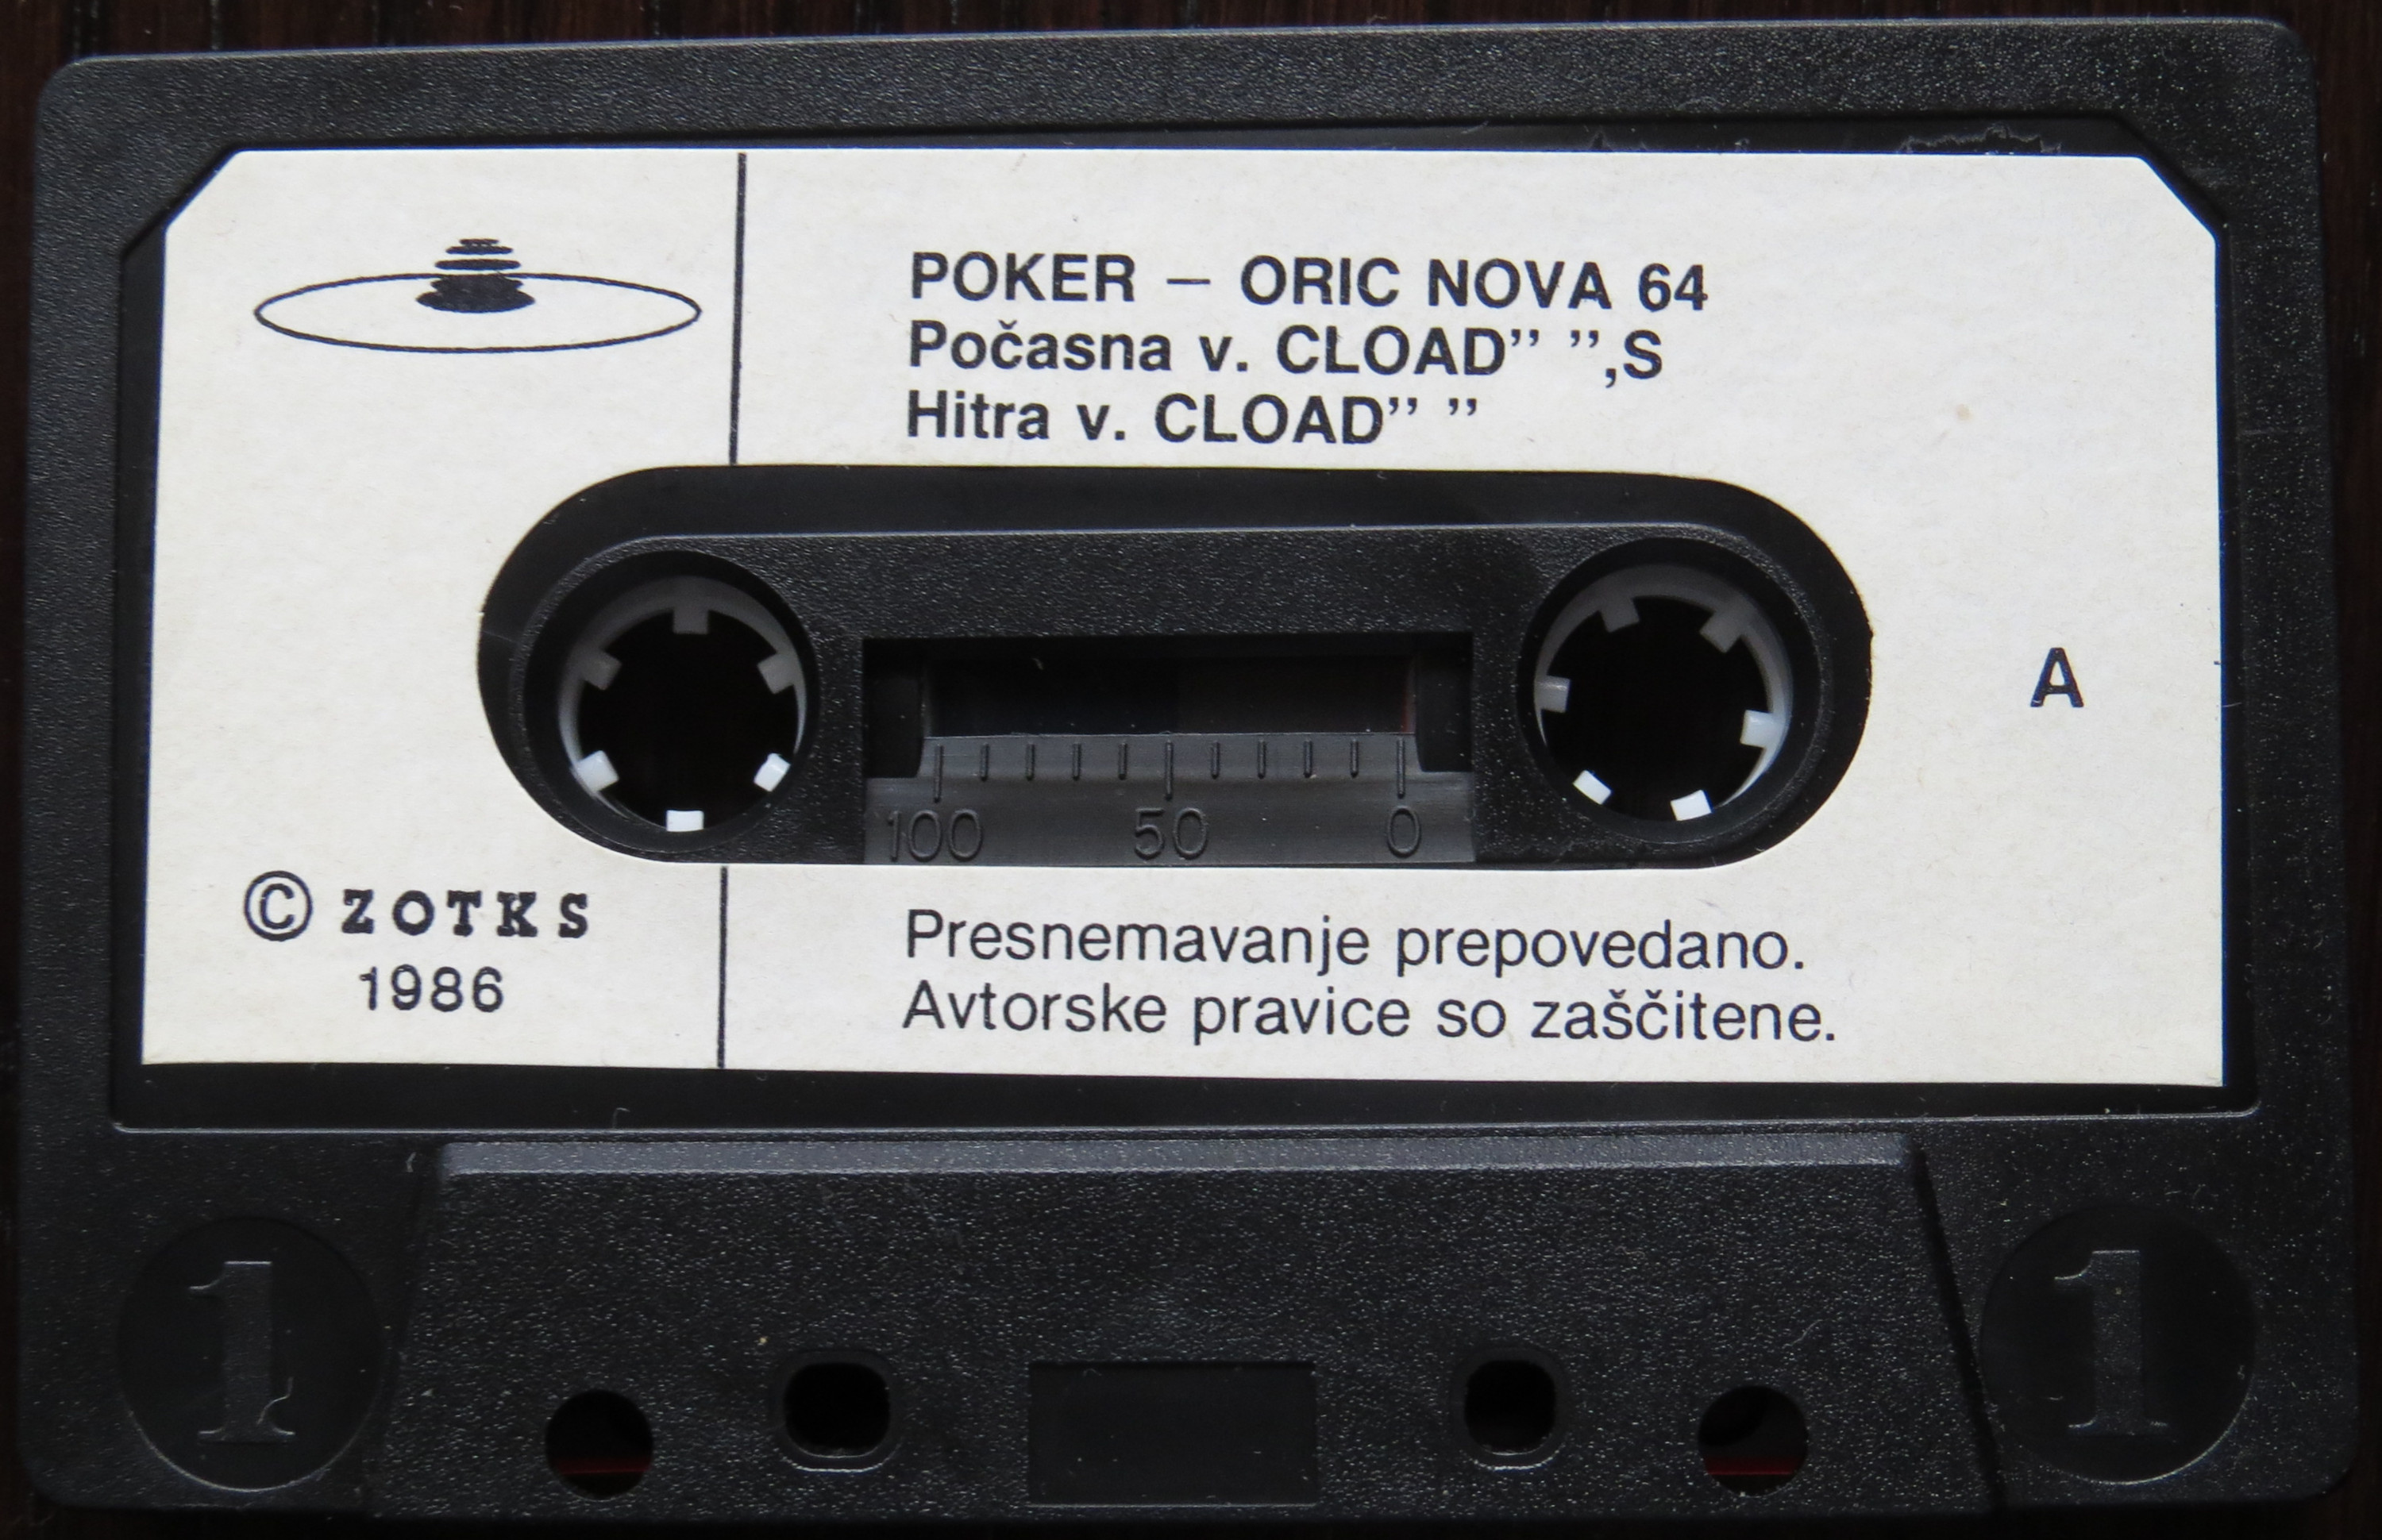 POKER — ORIC NOVA 64
Počasna v. CLOAD” ”,S
Hitra v. CLOAD” ”
A
100 50 0
© ZOTKS
1986
Presnemavanje prepovedano.
Avtorske pravice so zaščitene.
1 1